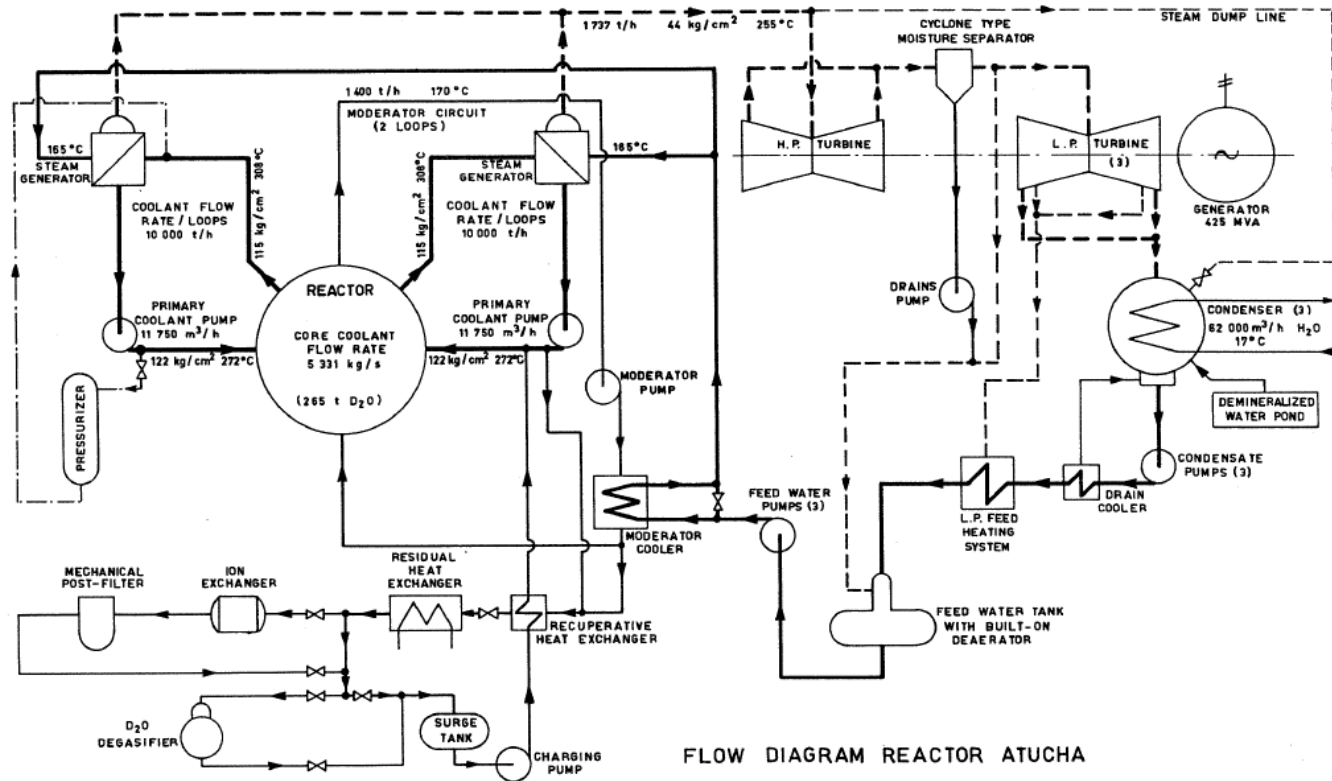 1 737 t/h 44 kg/cm² 255°C
STEAM DUMP LINE
CYCLONE TYPE
MOISTURE SEPARATOR
1 400 t/h 170°C
MODERATOR CIRCUIT
(2 LOOPS)
165°C
STEAM
GENERATOR
115 kg/cm² 308°C
115 kg/cm² 308°C
STEAM
GENERATOR
165°C
H.P. TURBINE
L.P. TURBINE
(3)
GENERATOR
425 MVA
COOLANT FLOW
RATE/LOOPS
10 000 t/h
COOLANT FLOW
RATE/LOOPS
10 000 t/h
REACTOR
CORE COOLANT
FLOW RATE
5 331 kg/s
(265 t D₂O)
PRIMARY
COOLANT PUMP
11 750 m³/h
122 kg/cm² 272°C
PRIMARY
COOLANT PUMP
11 750 m³/h
122 kg/cm² 272°C
DRAINS
PUMP
CONDENSER (3)
62 000 m³/h H₂O
17°C
PRESSURIZER
MODERATOR
PUMP
DEMINERALIZED
WATER POND
CONDENSATE
PUMPS (3)
FEED WATER
PUMPS (3)
DRAIN
COOLER
L.P. FEED
HEATING
SYSTEM
MODERATOR
COOLER
MECHANICAL
POST-FILTER
ION
EXCHANGER
RESIDUAL
HEAT
EXCHANGER
RECUPERATIVE
HEAT EXCHANGER
FEED WATER TANK
WITH BUILT-ON
DEAERATOR
D₂O
DEGASIFIER
SURGE
TANK
CHARGING
PUMP
FLOW DIAGRAM REACTOR ATUCHA